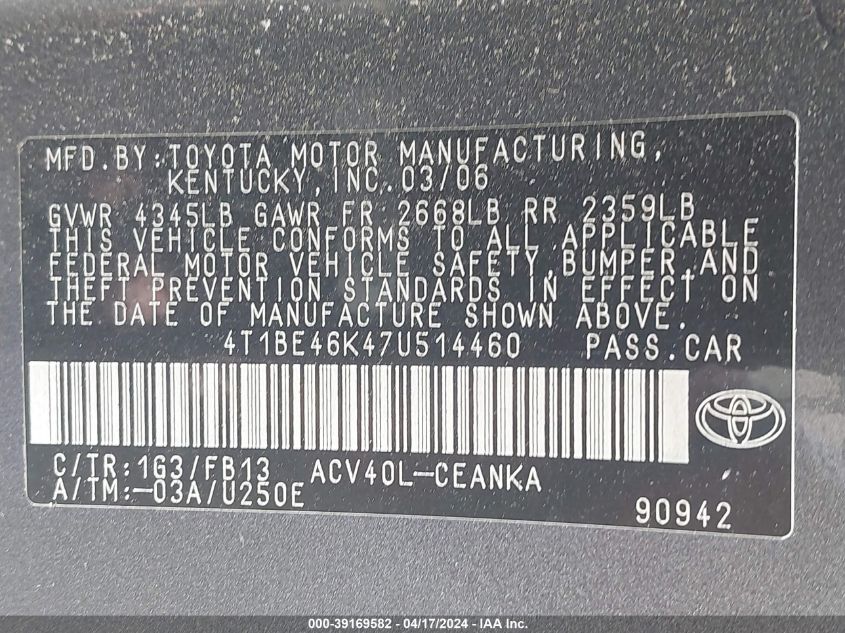 MFD.BY:TOYOTA MOTOR MANUFACTURING,
KENTUCKY,INC.03/06
GVWR 4345LB GAWR FR 2668LB RR 2359LB
THIS VEHICLE CONFORMS TO ALL APPLICABLE
FEDERAL MOTOR VEHICLE SAFETY,BUMPER,AND
THEFT PREVENTION STANDARDS IN EFFECT ON
THE DATE OF MANUFACTURE SHOWN ABOVE.
4T1BE46K47U514460 PASS.CAR
C/TR:1G3/FB13 ACV40L-CEANKA
A/TM:-03A/U250E
90942
000-39169582 - 04/17/2024 - IAA Inc.